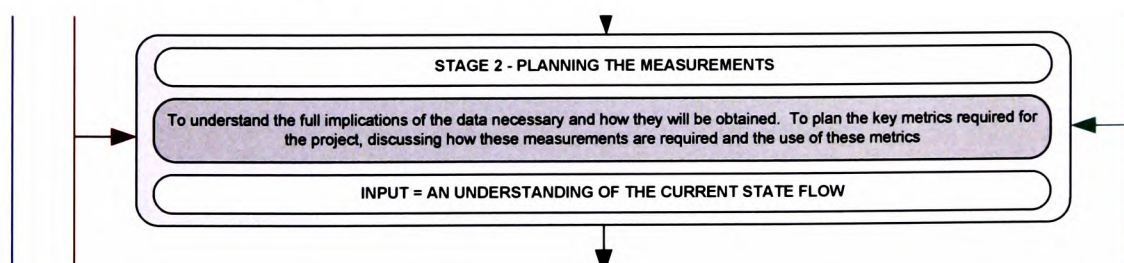 STAGE 2 - PLANNING THE MEASUREMENTS
To understand the full implications of the data necessary and how they will be obtained. To plan the key metrics required for
the project, discussing how these measurements are required and the use of these metrics
INPUT = AN UNDERSTANDING OF THE CURRENT STATE FLOW